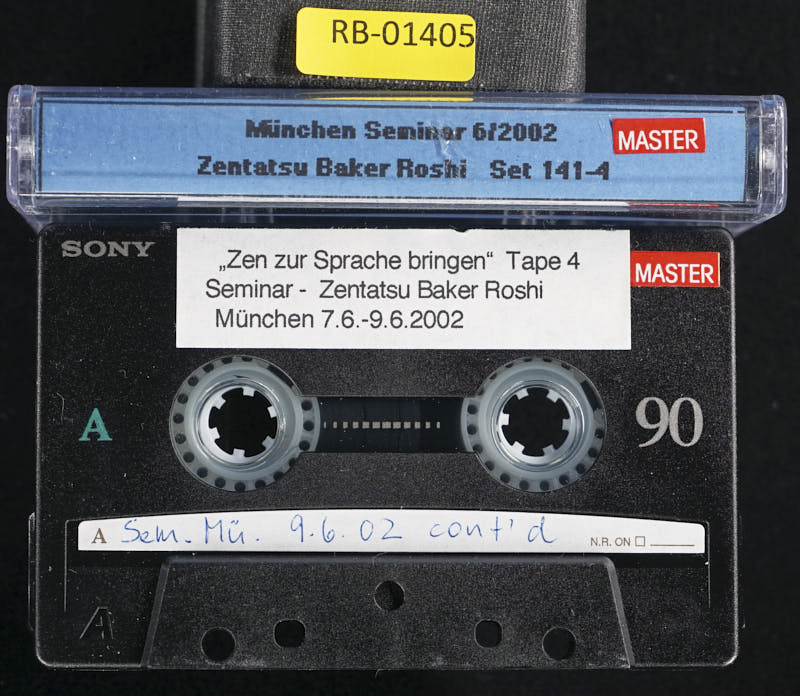 RB-01405
München Seminar 6/2002
MASTER
Zentatsu Baker Roshi Set 141-4
SONY
„Zen zur Sprache bringen“ Tape 4
Seminar - Zentatsu Baker Roshi
München 7.6.-9.6.2002
MASTER
A
90
A Sem. Mü. 9.6.02 cont'd
N.R. ON
A